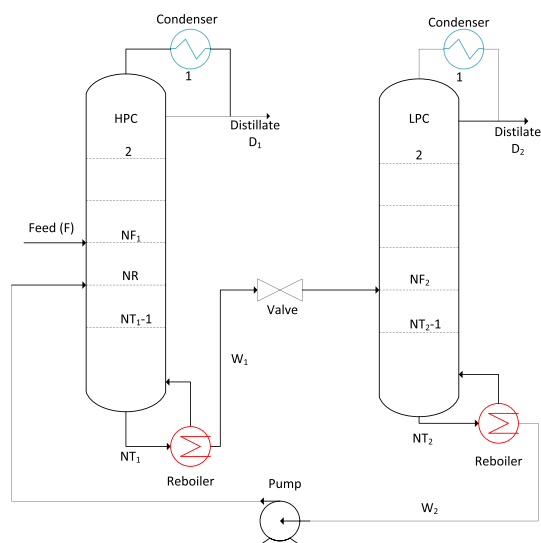 Condenser
Condenser
1
1
HPC
LPC
Distillate
D₁
Distilate
D₂
2
2
Feed (F)
NF₁
NR
NF₂
Valve
NT₁-1
NT₂-1
W₁
NT₁
NT₂
Reboiler
Reboiler
Pump
W₂